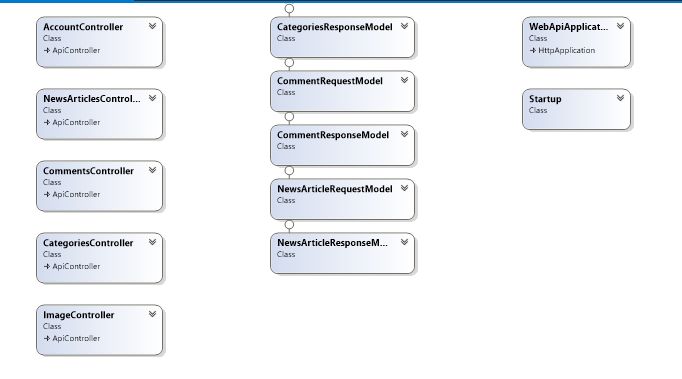 AccountController
Class
ApiController
NewsArticlesControl...
Class
ApiController
CommentsController
Class
ApiController
CategoriesController
Class
ApiController
ImageController
Class
ApiController
CategoriesResponseModel
Class
CommentRequestModel
Class
CommentResponseModel
Class
NewsArticleRequestModel
Class
NewsArticleResponseM...
Class
WebApiApplicat...
Class
HttpApplication
Startup
Class